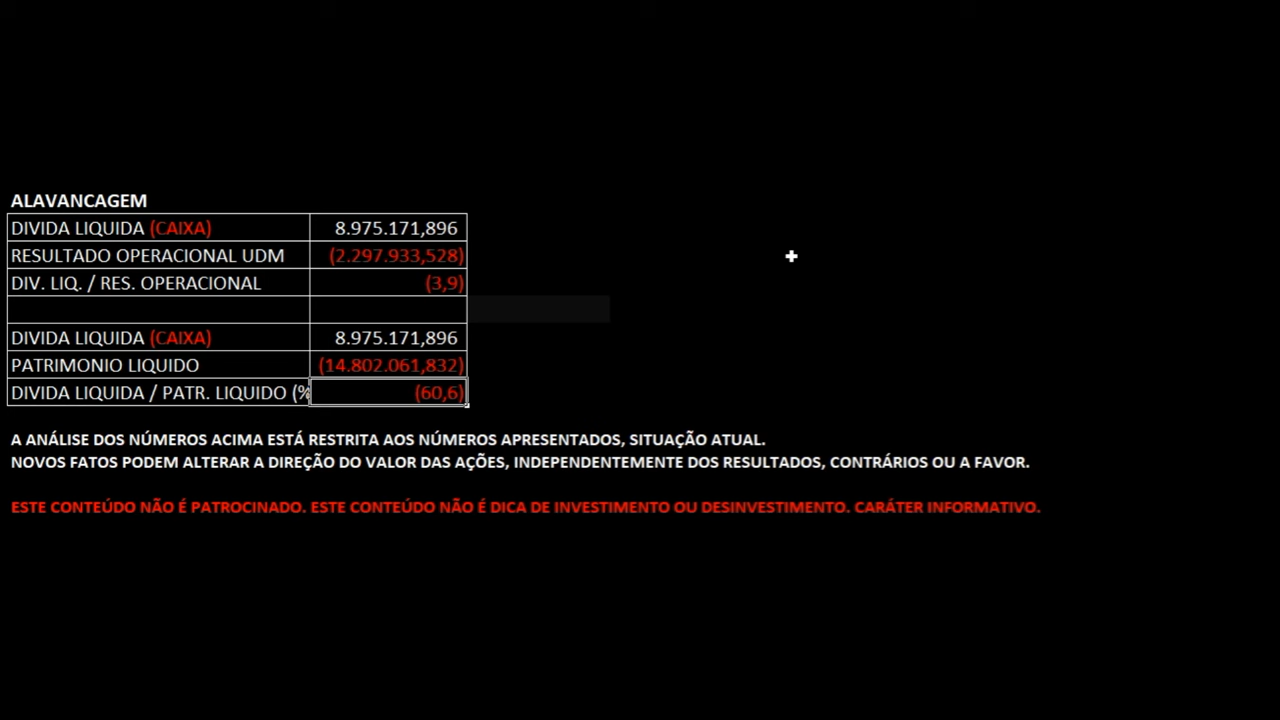 ALAVANCAGEM
DIVIDA LIQUIDA (CAIXA) 8.975.171,896
RESULTADO OPERACIONAL UDM (2.297.933,528)
DIV. LIQ. / RES. OPERACIONAL (3,9)
DIVIDA LIQUIDA (CAIXA) 8.975.171,896
PATRIMONIO LIQUIDO (14.802.061,832)
DIVIDA LIQUIDA / PATR. LIQUIDO (% (60,6)
A ANÁLISE DOS NÚMEROS ACIMA ESTÁ RESTRITA AOS NÚMEROS APRESENTADOS, SITUAÇÃO ATUAL.
NOVOS FATOS PODEM ALTERAR A DIREÇÃO DO VALOR DAS AÇÕES, INDEPENDENTEMENTE DOS RESULTADOS, CONTRÁRIOS OU A FAVOR.
ESTE CONTEÚDO NÃO É PATROCINADO. ESTE CONTEÚDO NÃO É DICA DE INVESTIMENTO OU DESINVESTIMENTO. CARÁTER INFORMATIVO.